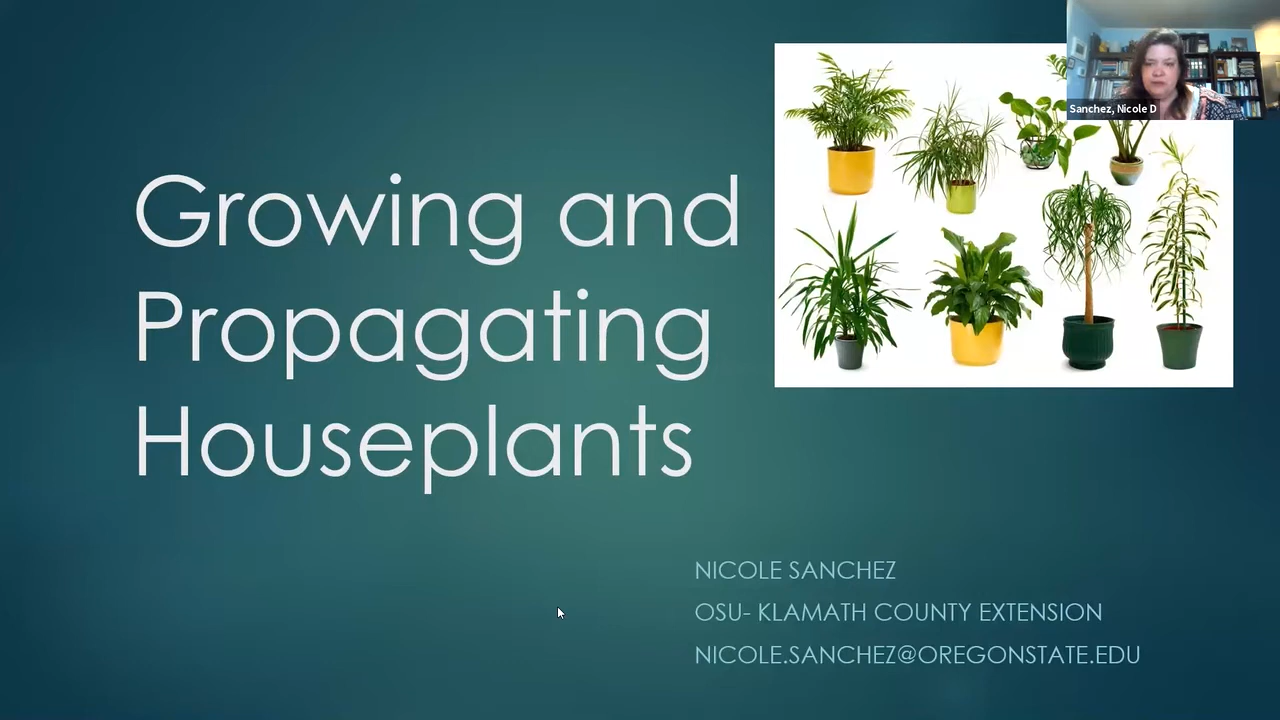 Sanchez, Nicole D
Growing and
Propagating
Houseplants
NICOLE SANCHEZ
OSU- KLAMATH COUNTY EXTENSION
NICOLE.SANCHEZ@OREGONSTATE.EDU